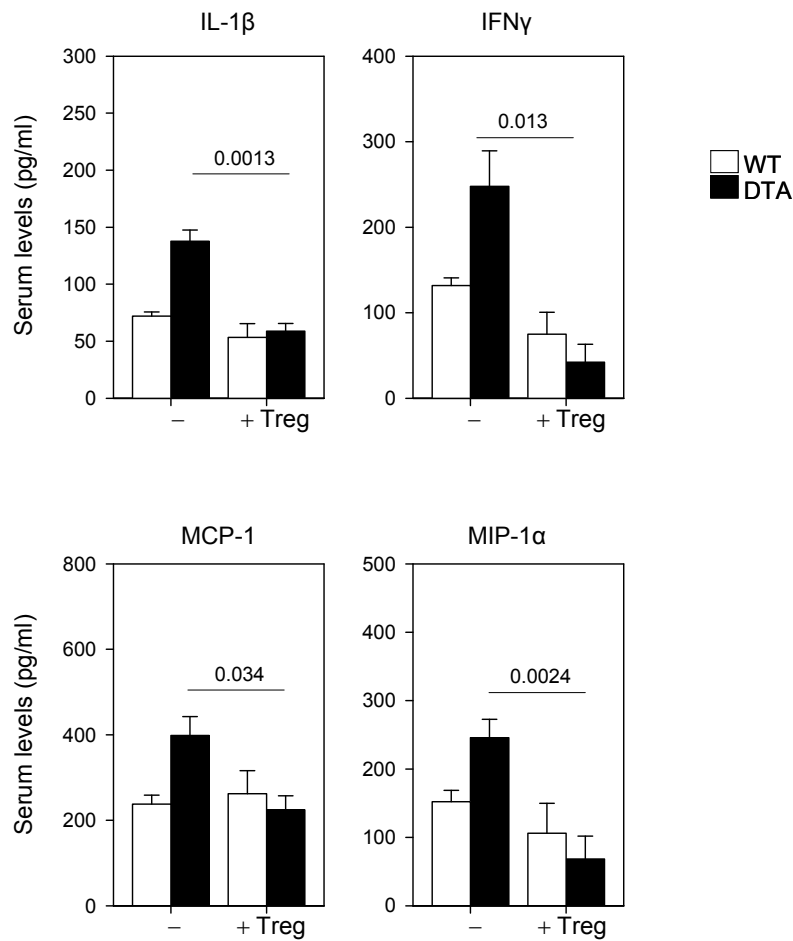 IL-1β
IFNγ
300
250
200
150
100
50
0
Serum levels (pg/ml)
0.0013
− + Treg
400
300
200
100
0
0.013
− + Treg
WT
DTA
MCP-1
MIP-1α
800
600
400
200
0
Serum levels (pg/ml)
0.034
− + Treg
500
400
300
200
100
0
0.0024
− + Treg